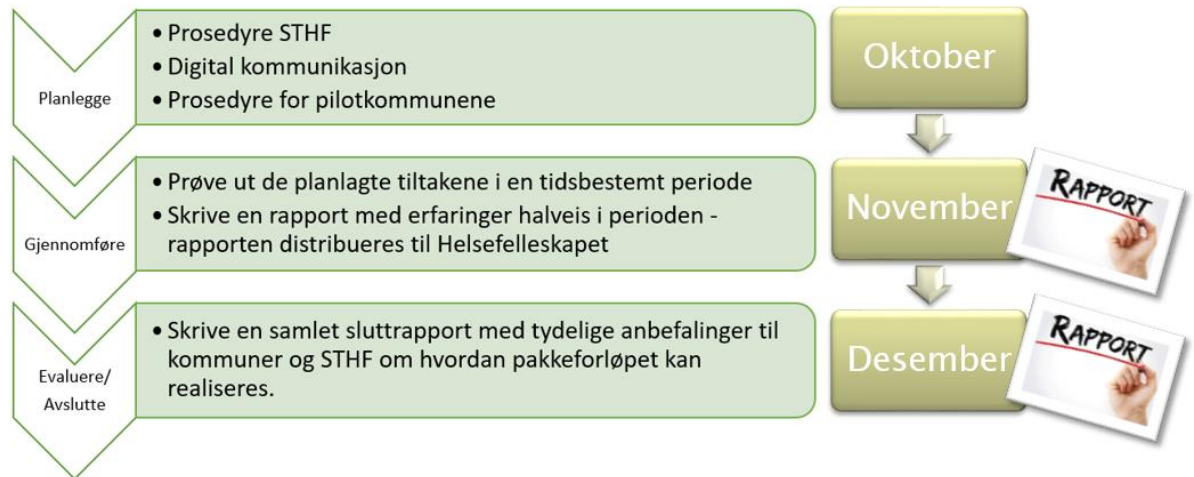 Planlegge
• Prosedyre STHF
• Digital kommunikasjon
• Prosedyre for pilotkommunene
Oktober
Gjennomføre
• Prøve ut de planlagte tiltakene i en tidsbestemt periode
• Skrive en rapport med erfaringer halveis i perioden -
rapporten distribueres til Helsefelleskapet
November
RAPPORT
Evaluere/
Avslutte
• Skrive en samlet sluttrapport med tydelige anbefalinger til
kommuner og STHF om hvordan pakkeforløpet kan
realiseres.
Desember
RAPPORT